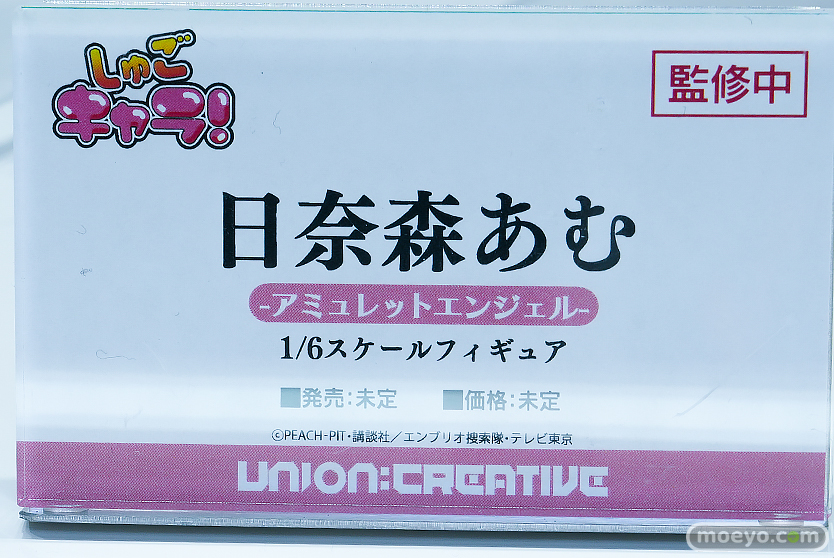 しゅご
キャラ!
監修中
日奈森あむ
-アミュレットエンジェル-
1/6スケールフィギュア
■発売:未定 ■価格:未定
©PEACH-PIT・講談社／エンブリオ捜索隊・テレビ東京
UNION:CREATIVE
moeyo.com